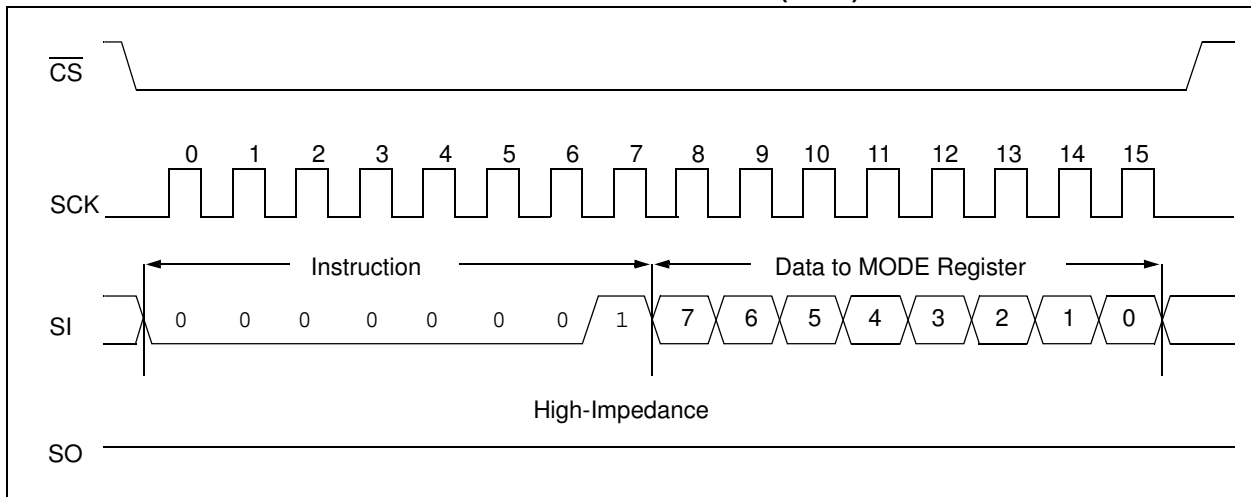 CS
0 1 2 3 4 5 6 7 8 9 10 11 12 13 14 15
SCK
Instruction Data to MODE Register
SI 0 0 0 0 0 0 0 1 7 6 5 4 3 2 1 0
High-Impedance
SO